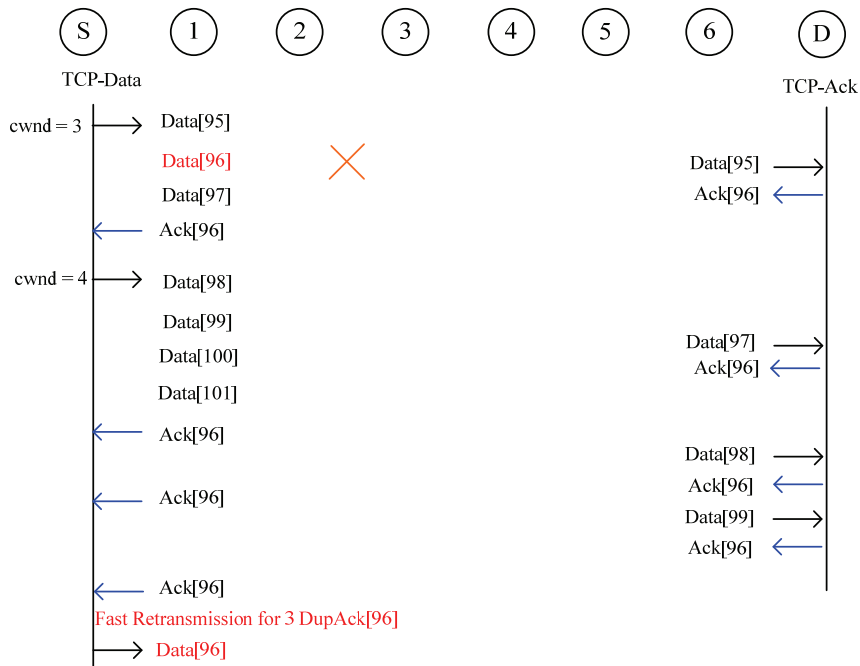 S 1 2 3 4 5 6 D
TCP-Data
TCP-Ack
cwnd = 3
Data[95]
Data[96]
Data[95]
Data[97]
Ack[96]
Ack[96]
cwnd = 4
Data[98]
Data[99]
Data[97]
Data[100]
Ack[96]
Data[101]
Ack[96]
Data[98]
Ack[96]
Ack[96]
Data[99]
Ack[96]
Ack[96]
Fast Retransmission for 3 DupAck[96]
Data[96]